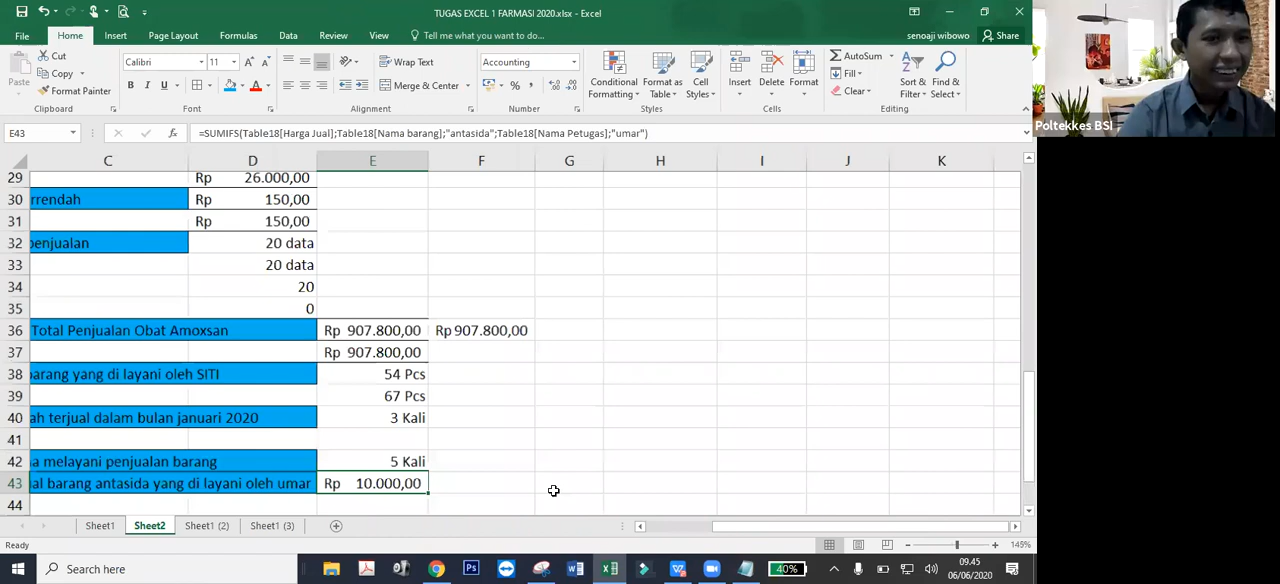 TUGAS EXCEL 1 FARMASI 2020.xlsx - Excel
File Home Insert Page Layout Formulas Data Review View Tell me what you want to do... senoaji wibowo Share
Paste
Cut
Copy
Format Painter
Clipboard
Calibri 11
B I U
Font
Wrap Text
Merge & Center
Alignment
Accounting
%
Number
Conditional Formatting
Format as Table
Cell Styles
Styles
Insert Delete Format
Cells
AutoSum
Fill
Clear
Sort & Filter
Find & Select
Editing
Poltekkes BSI
E43 fx =SUMIFS(Table18[Harga Jual];Table18[Nama barang];"antasida";Table18[Nama Petugas];"umar")
C D E F G H I J K
29 Rp 26.000,00
30 rrendah Rp 150,00
31 Rp 150,00
32 penjualan 20 data
33 20 data
34 20
35 0
36 Total Penjualan Obat Amoxsan Rp 907.800,00 Rp 907.800,00
37 Rp 907.800,00
38 barang yang di layani oleh SITI 54 Pcs
39 67 Pcs
40 ah terjual dalam bulan januari 2020 3 Kali
41
42 a melayani penjualan barang 5 Kali
43 al barang antasida yang di layani oleh umar Rp 10.000,00
44
Sheet1 Sheet2 Sheet1 (2) Sheet1 (3)
Ready 145%
Search here
40%
09.45
06/06/2020